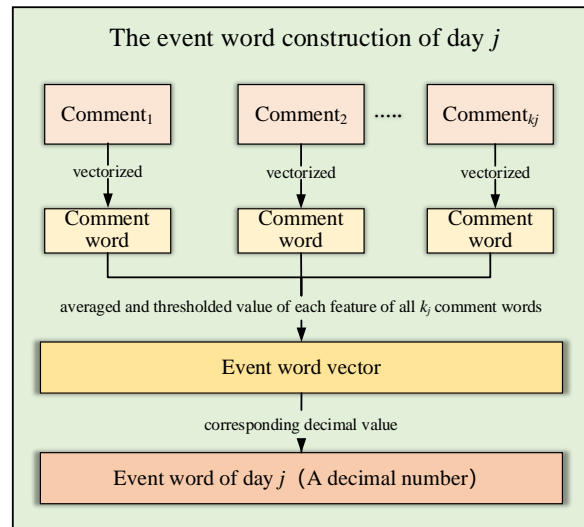 The event word construction of day j
Comment₁ Comment₂ ..... Commentₖⱼ
vectorized vectorized vectorized
Comment word Comment word Comment word
averaged and thresholded value of each feature of all kⱼ comment words
Event word vector
corresponding decimal value
Event word of day j (A decimal number)